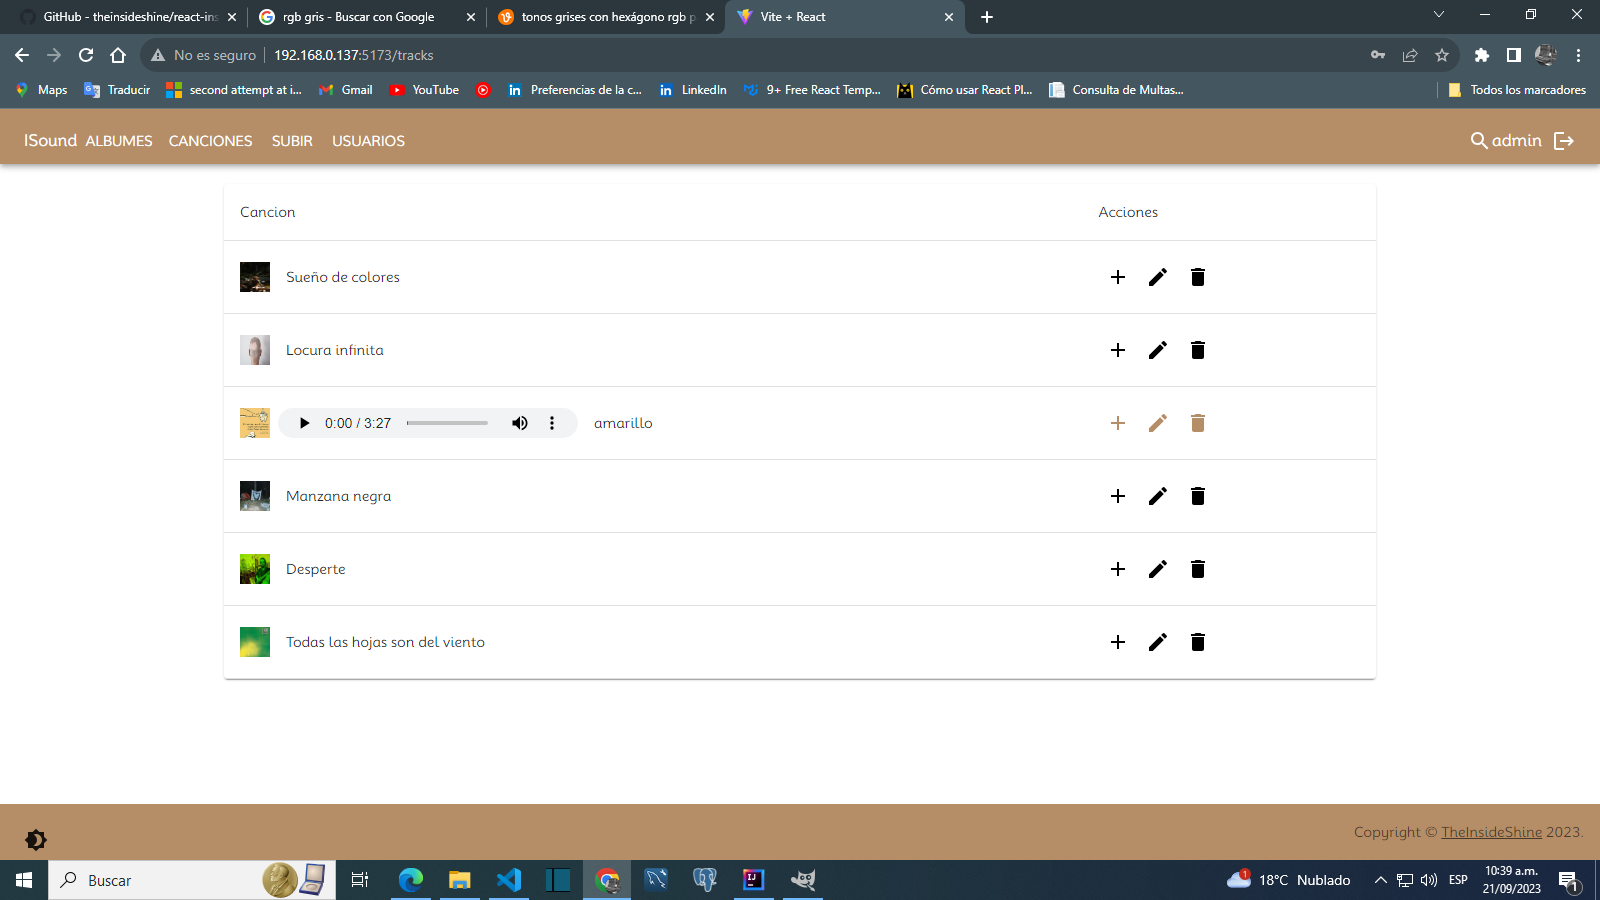 GitHub - theinsideshine/react-ins
rgb gris - Buscar con Google
tonos grises con hexágono rgb p
Vite + React
No es seguro
192.168.0.137:5173/tracks
Maps
Traducir
second attempt at i...
Gmail
YouTube
Preferencias de la c...
LinkedIn
9+ Free React Temp...
Cómo usar React Pl...
Consulta de Multas...
Todos los marcadores
ISound ALBUMES CANCIONES SUBIR USUARIOS
admin
Cancion Acciones
Sueño de colores
Locura infinita
0:00 / 3:27 amarillo
Manzana negra
Desperte
Todas las hojas son del viento
Copyright © TheInsideShine 2023.
Buscar
1
18°C Nublado
ESP
10:39 a.m.
21/09/2023
1